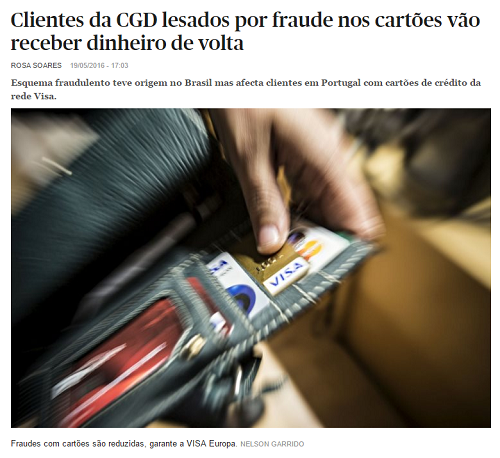 Clientes da CGD lesados por fraude nos cartões vão
receber dinheiro de volta
ROSA SOARES 19/05/2016 - 17:03
Esquema fraudulento teve origem no Brasil mas afecta clientes em Portugal com cartões de crédito da
rede Visa.
VISA
Fraudes com cartões são reduzidas, garante a VISA Europa. NELSON GARRIDO